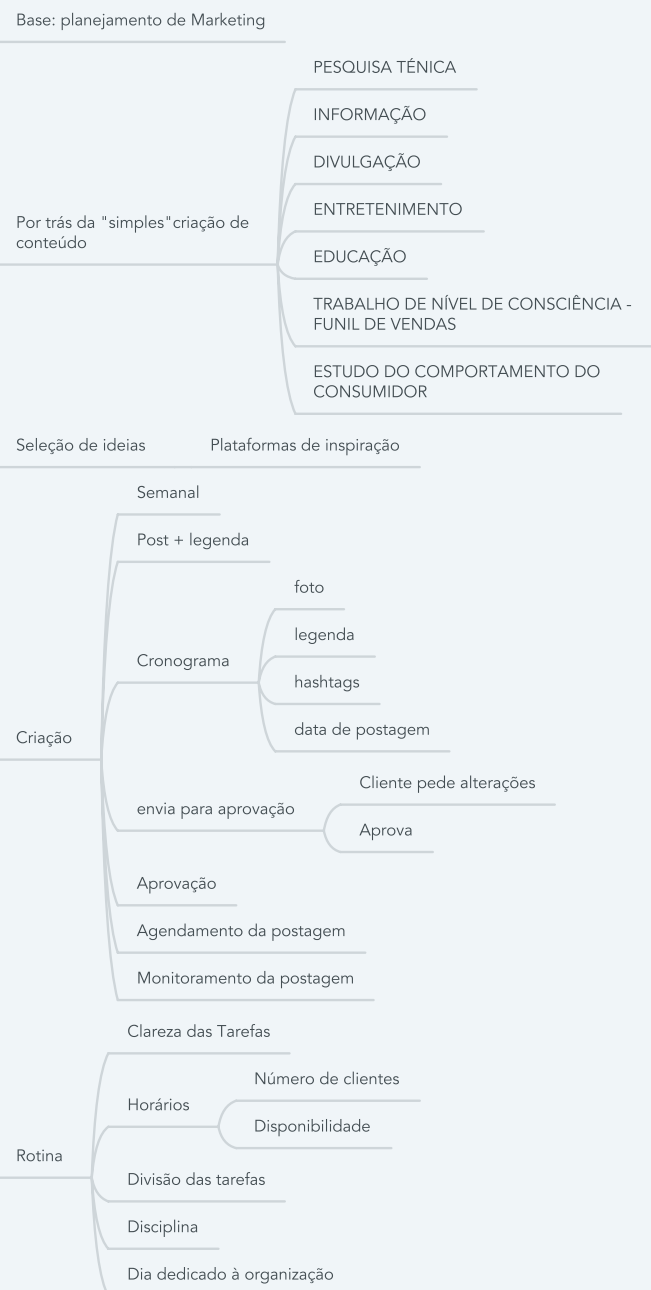 Base: planejamento de Marketing
PESQUISA TÉNICA
INFORMAÇÃO
DIVULGAÇÃO
ENTRETENIMENTO
Por trás da "simples"criação de
conteúdo
EDUCAÇÃO
TRABALHO DE NÍVEL DE CONSCIÊNCIA -
FUNIL DE VENDAS
ESTUDO DO COMPORTAMENTO DO
CONSUMIDOR
Seleção de ideias
Plataformas de inspiração
Semanal
Post + legenda
foto
legenda
Cronograma
hashtags
data de postagem
Criação
Cliente pede alterações
envia para aprovação
Aprova
Aprovação
Agendamento da postagem
Monitoramento da postagem
Clareza das Tarefas
Número de clientes
Horários
Disponibilidade
Rotina
Divisão das tarefas
Disciplina
Dia dedicado à organização